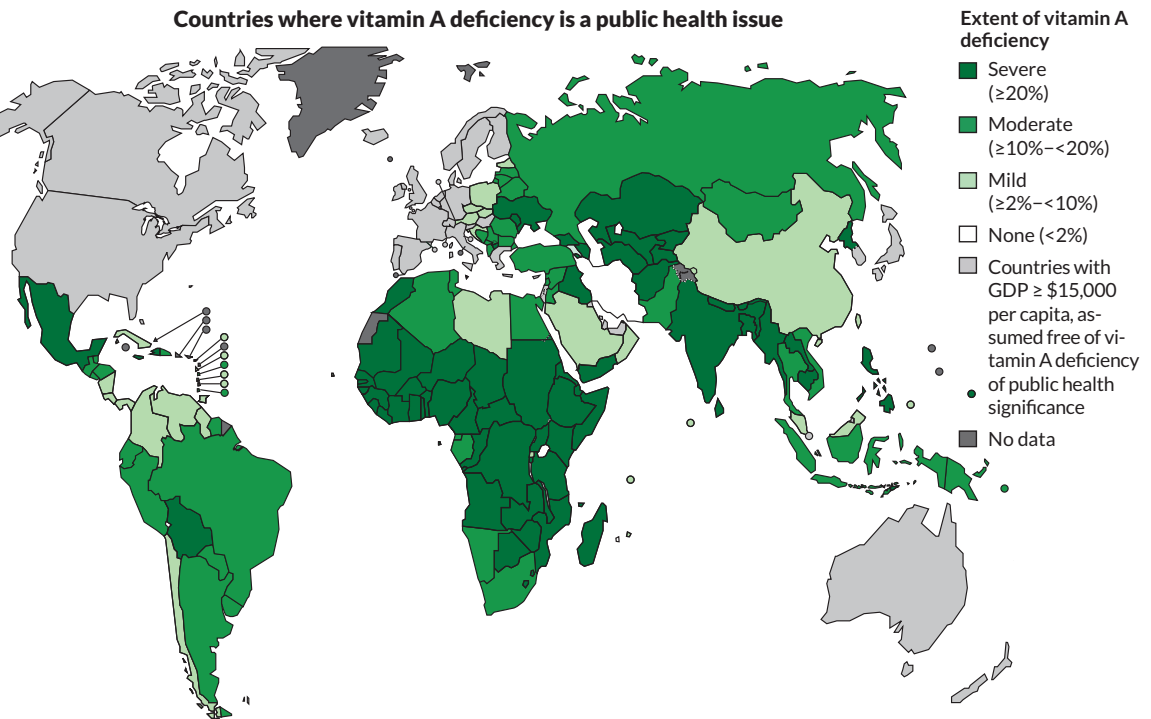 Countries where vitamin A deficiency is a public health issue
Extent of vitamin A
deficiency
Severe
(≥20%)
Moderate
(≥10%–<20%)
Mild
(≥2%–<10%)
None (<2%)
Countries with
GDP ≥ $15,000
per capita, as-
sumed free of vi-
tamin A deficiency
of public health
significance
No data